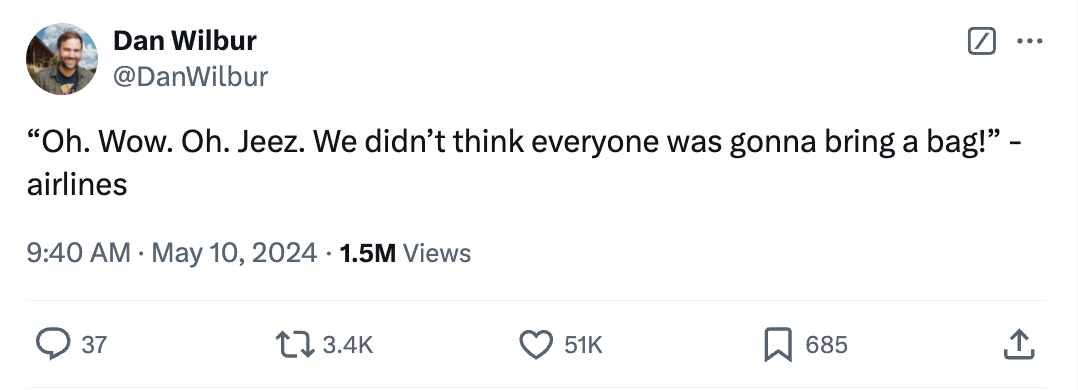 Dan Wilbur
@DanWilbur
“Oh. Wow. Oh. Jeez. We didn’t think everyone was gonna bring a bag!” -
airlines
9:40 AM · May 10, 2024 · 1.5M Views
37 3.4K 51K 685